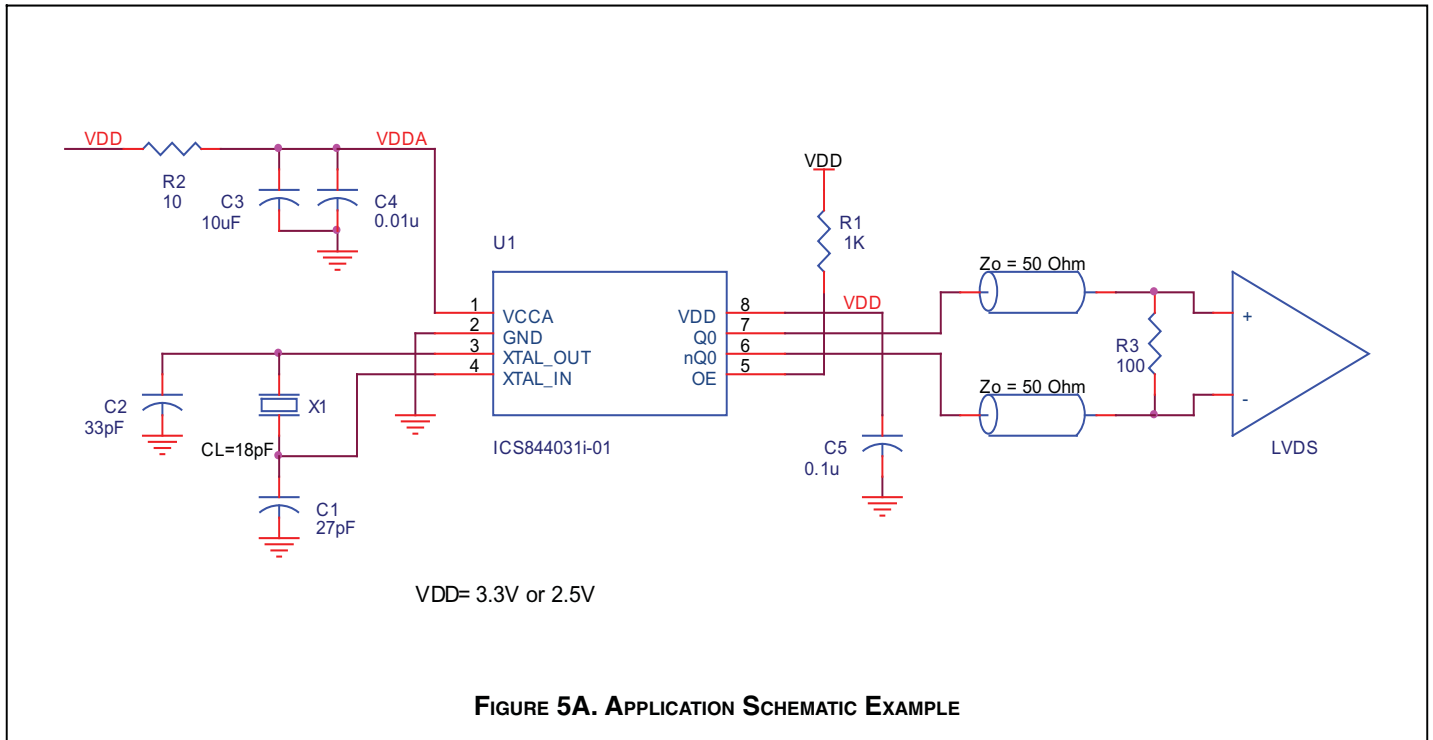 VDD
VDDA
R2
10
C3
10uF
C4
0.01u
U1
VDD
R1
1K
Zo = 50 Ohm
1
2
3
4
VCCA
GND
XTAL_OUT
XTAL_IN
VDD
Q0
nQ0
OE
8
7
6
5
VDD
R3
100
+
-
Zo = 50 Ohm
C2
33pF
X1
CL=18pF
ICS844031i-01
C5
0.1u
LVDS
C1
27pF
VDD= 3.3V or 2.5V
FIGURE 5A. APPLICATION SCHEMATIC EXAMPLE